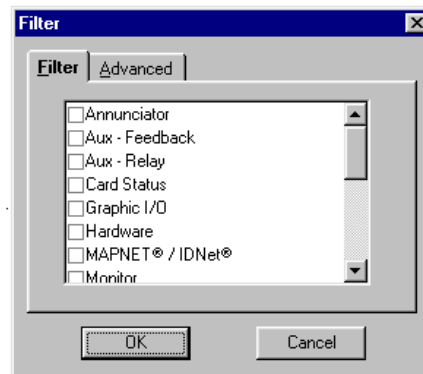 Filter
Filter Advanced
Annunciator
Aux - Feedback
Aux - Relay
Card Status
Graphic I/O
Hardware
MAPNET® / IDNet®
Monitor
OK Cancel